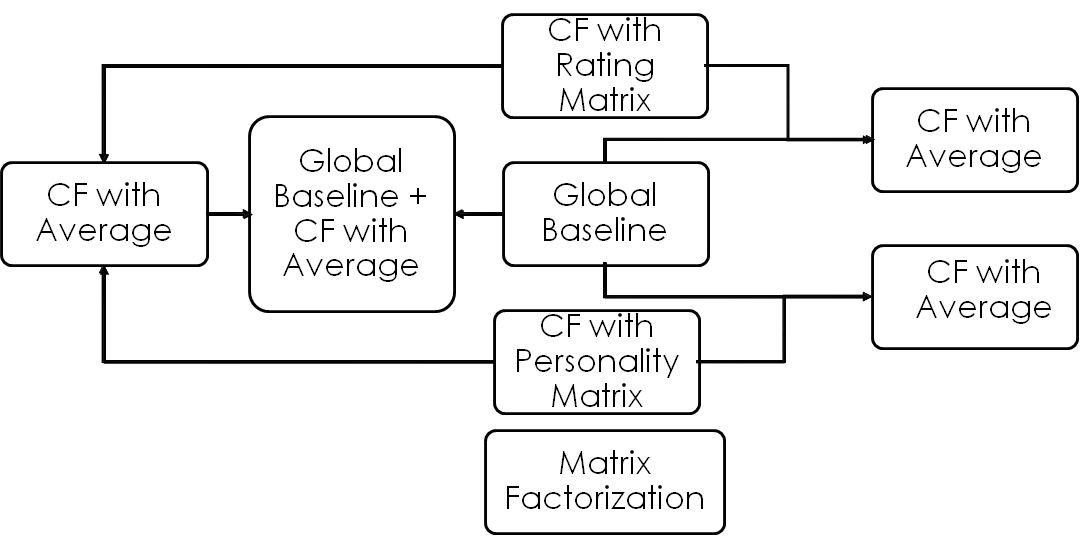 CF with
Rating
Matrix
CF with
Average
Global
Baseline +
CF with
Average
CF with
Average
Global
Baseline
CF with
Average
CF with
Personality
Matrix
Matrix
Factorization